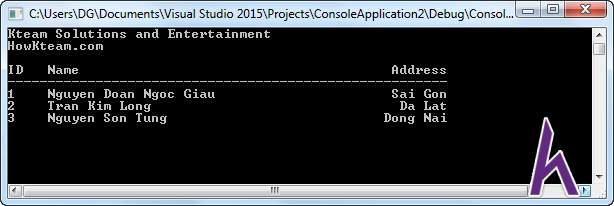 C:\Users\DG\Documents\Visual Studio 2015\Projects\ConsoleApplication2\Debug\Consol...
Kteam Solutions and Entertainment
HowKteam.com
ID Name Address
1 Nguyen Doan Ngoc Giau Sai Gon
2 Tran Kim Long Da Lat
3 Nguyen Son Tung Dong Nai